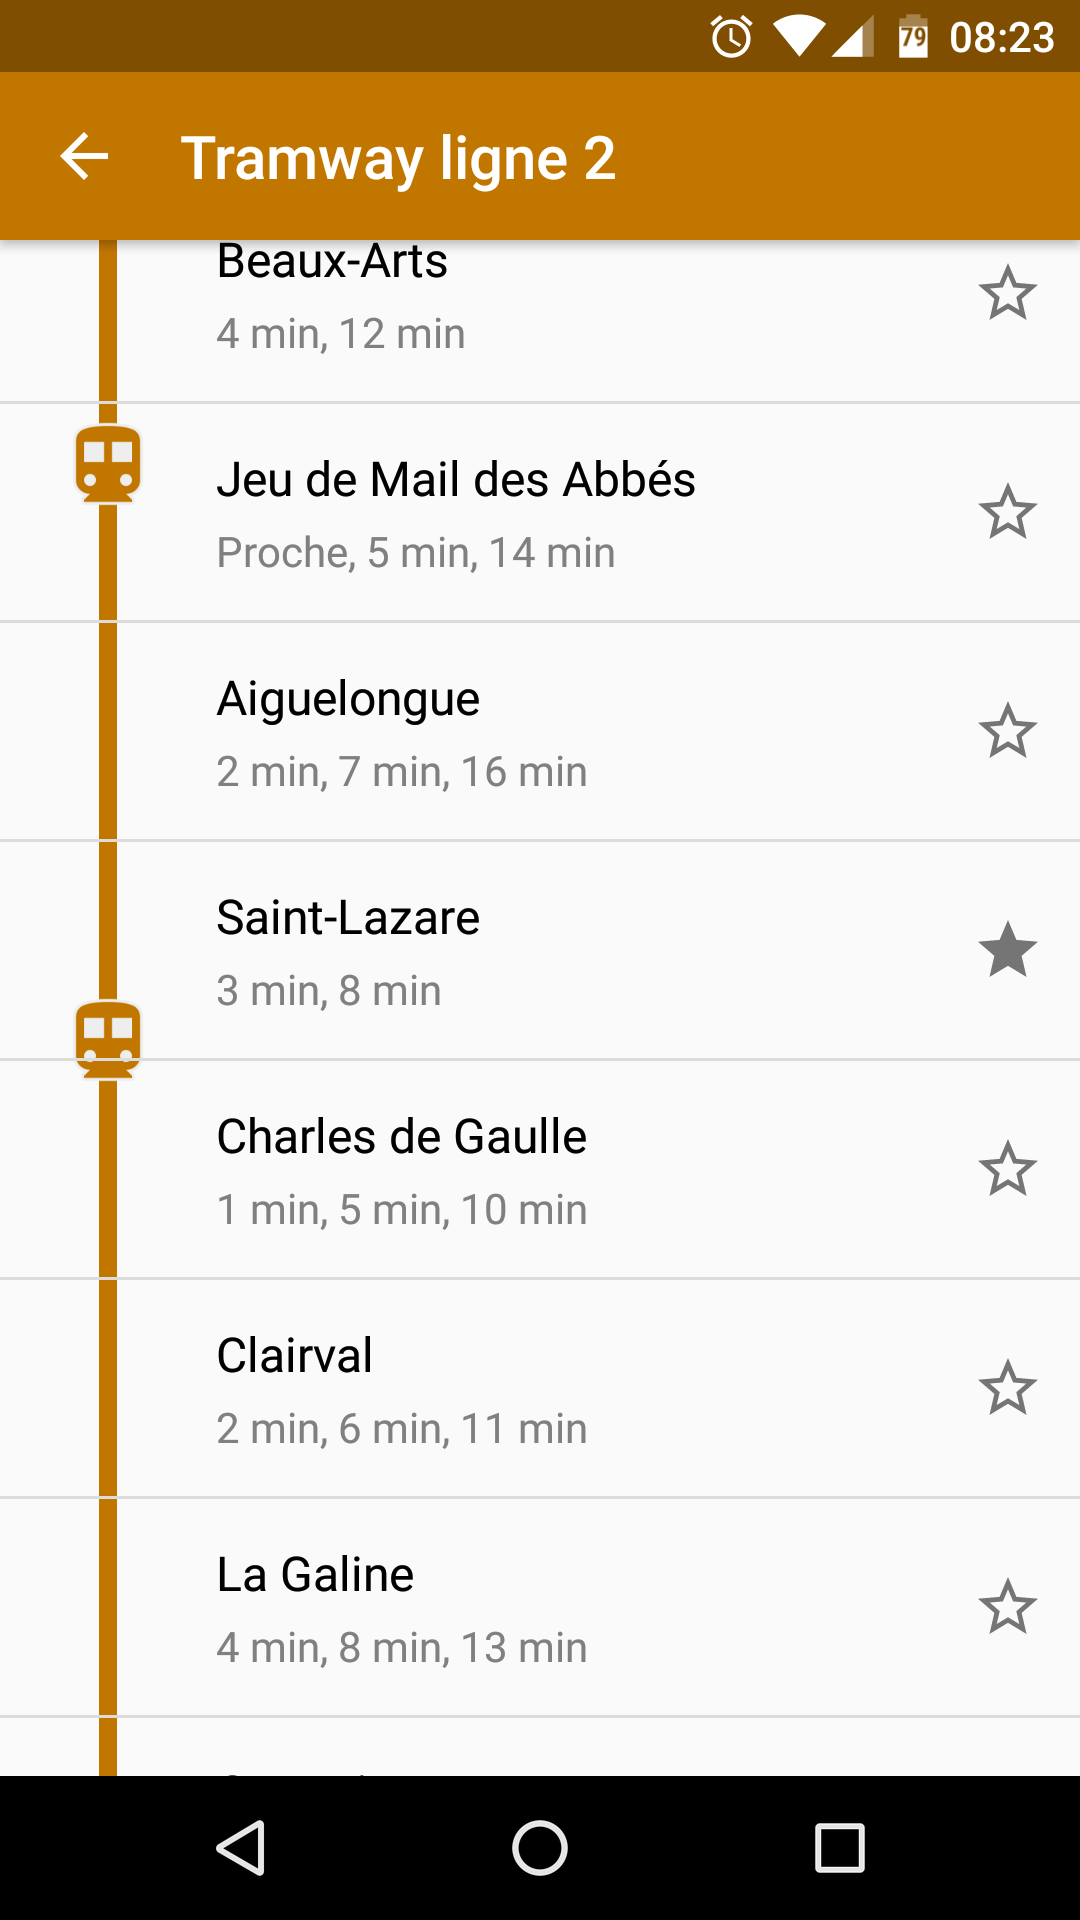 79 08:23
Tramway ligne 2
Beaux-Arts
4 min, 12 min
Jeu de Mail des Abbés
Proche, 5 min, 14 min
Aiguelongue
2 min, 7 min, 16 min
Saint-Lazare
3 min, 8 min
Charles de Gaulle
1 min, 5 min, 10 min
Clairval
2 min, 6 min, 11 min
La Galine
4 min, 8 min, 13 min